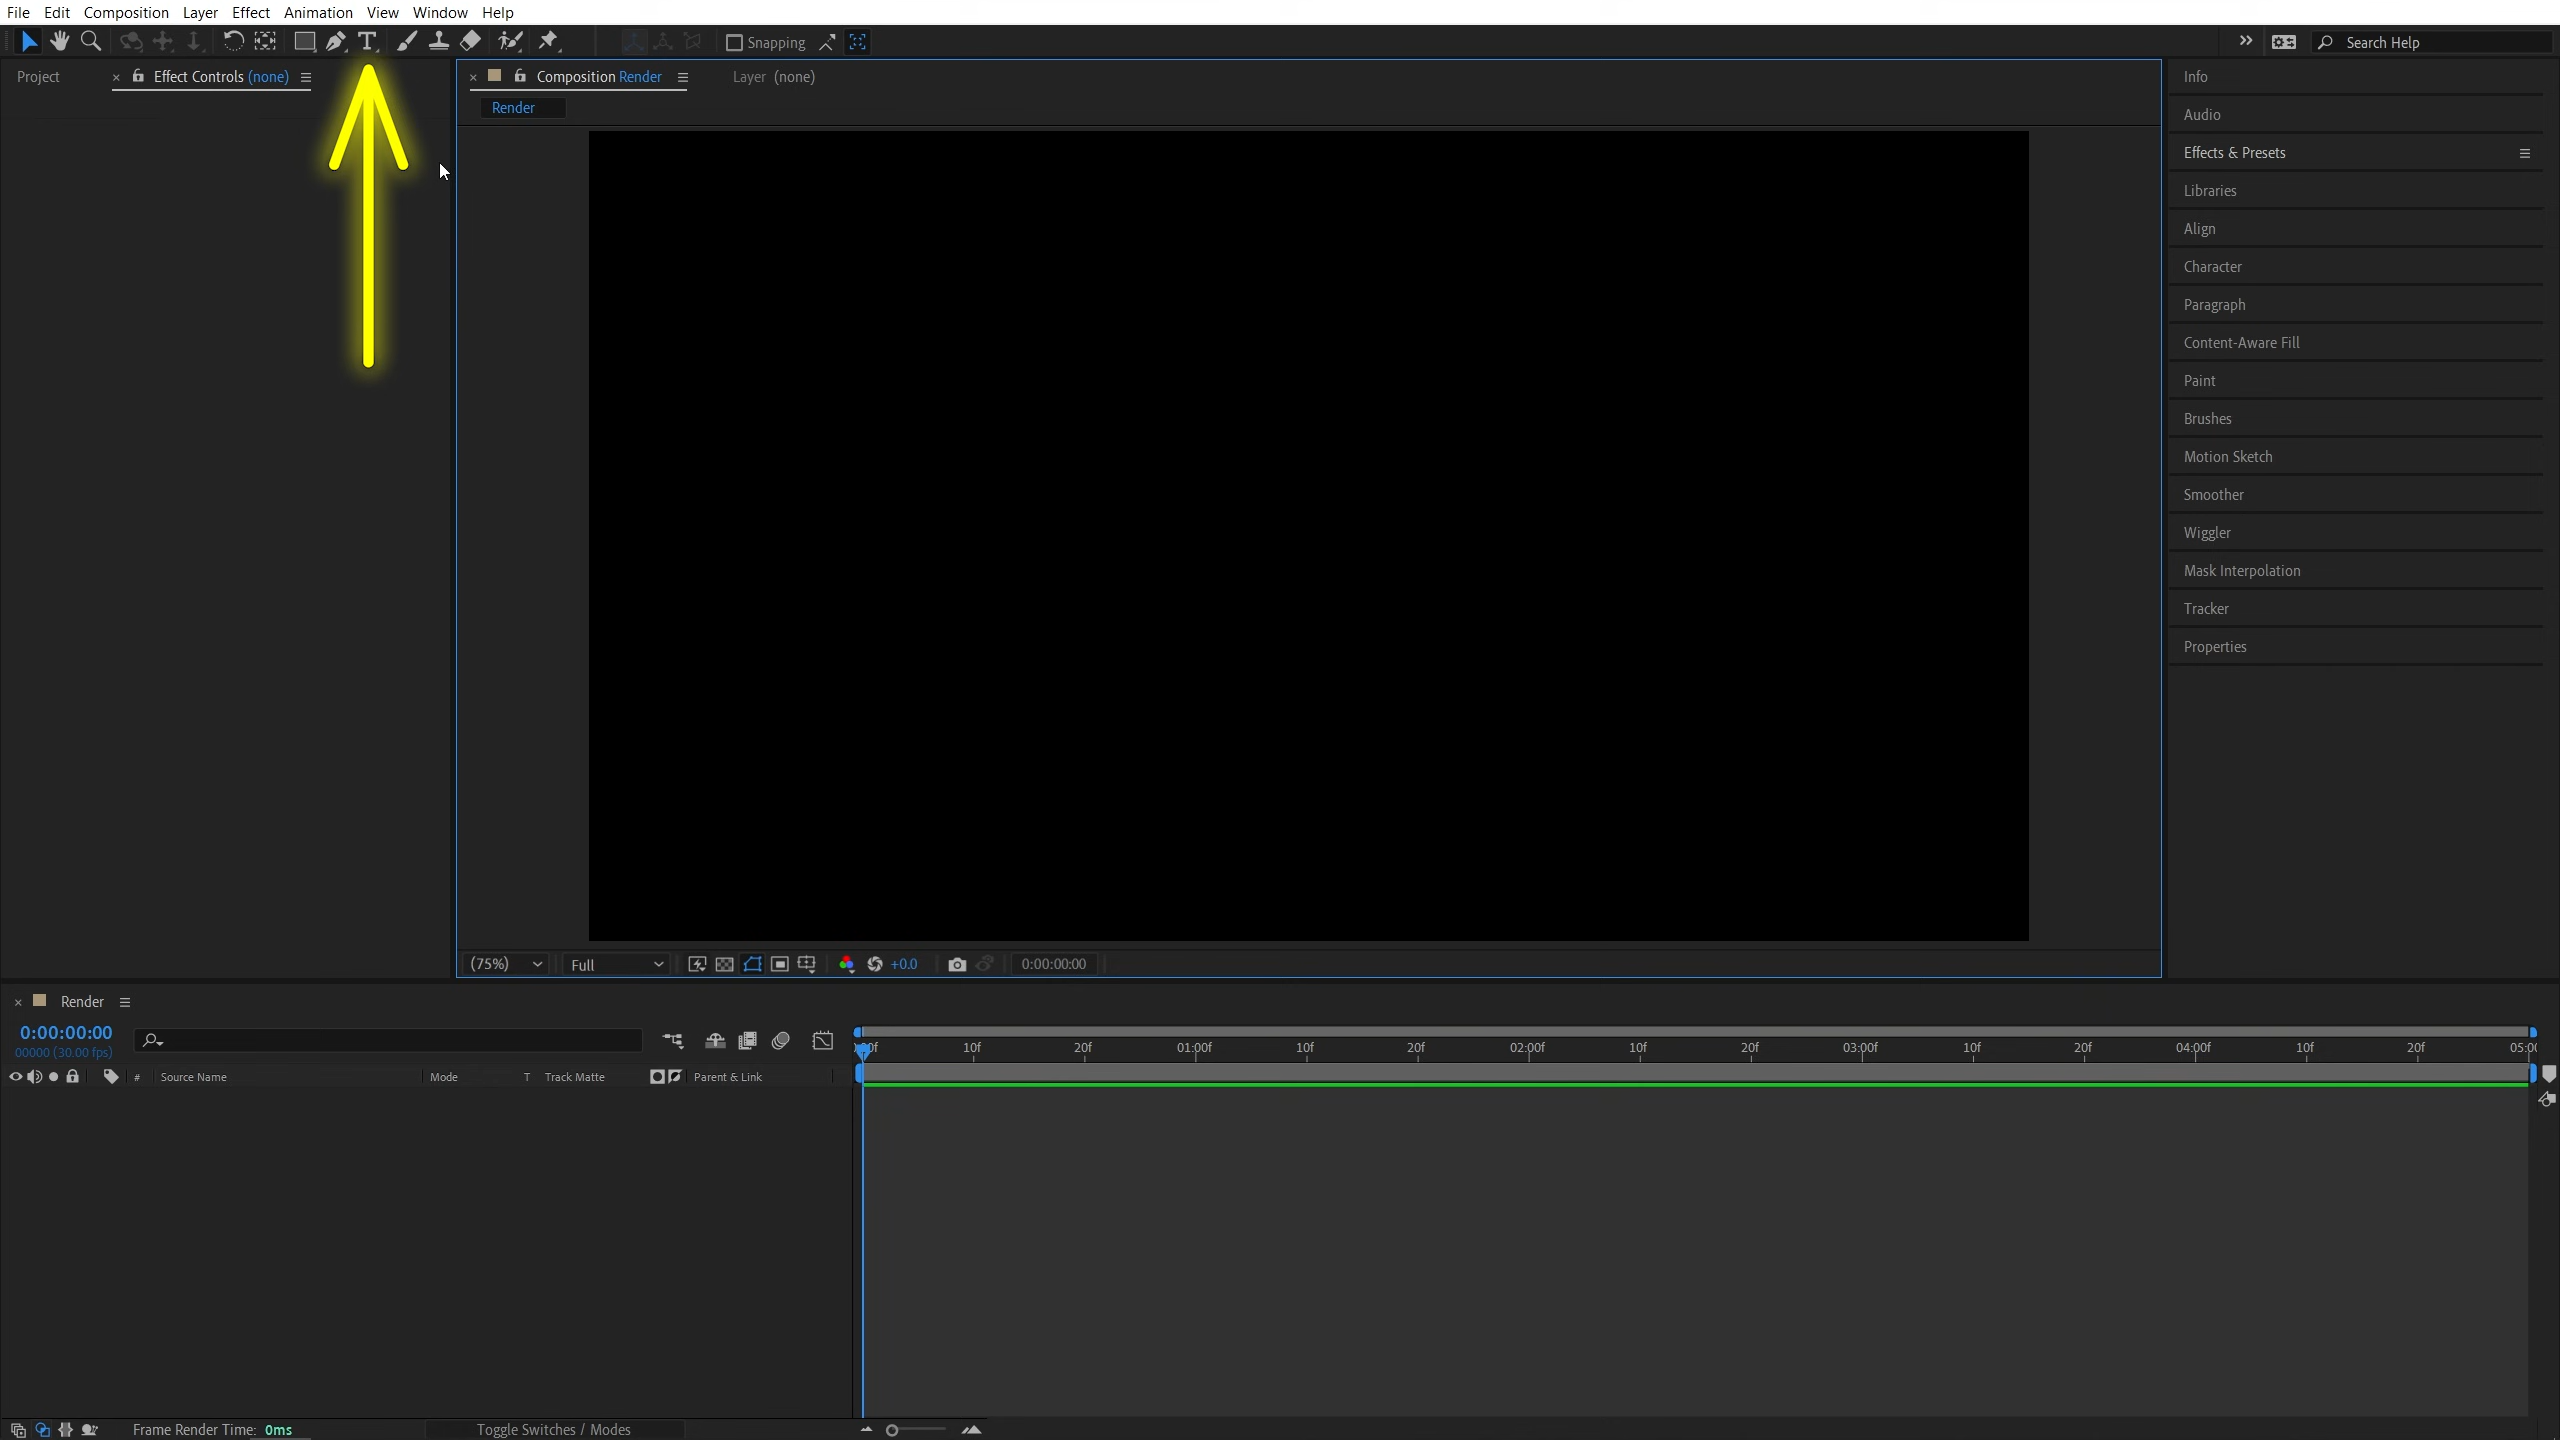 File Edit Composition Layer Effect Animation View Window Help
T Snapping Search Help
Project Effect Controls (none)
Composition Render Layer (none)
Render
Info
Audio
Effects & Presets
Libraries
Align
Character
Paragraph
Content-Aware Fill
Paint
Brushes
Motion Sketch
Smoother
Wiggler
Mask Interpolation
Tracker
Properties
(75%) Full +0.0 0:00:00:00
Render
0:00:00:00
00000 (30.00 fps)
10f 20f 01:00f 10f 20f 02:00f 10f 20f 03:00f 10f 20f 04:00f 10f 20f
# Source Name Mode T Track Matte Parent & Link
Frame Render Time: 0ms Toggle Switches / Modes